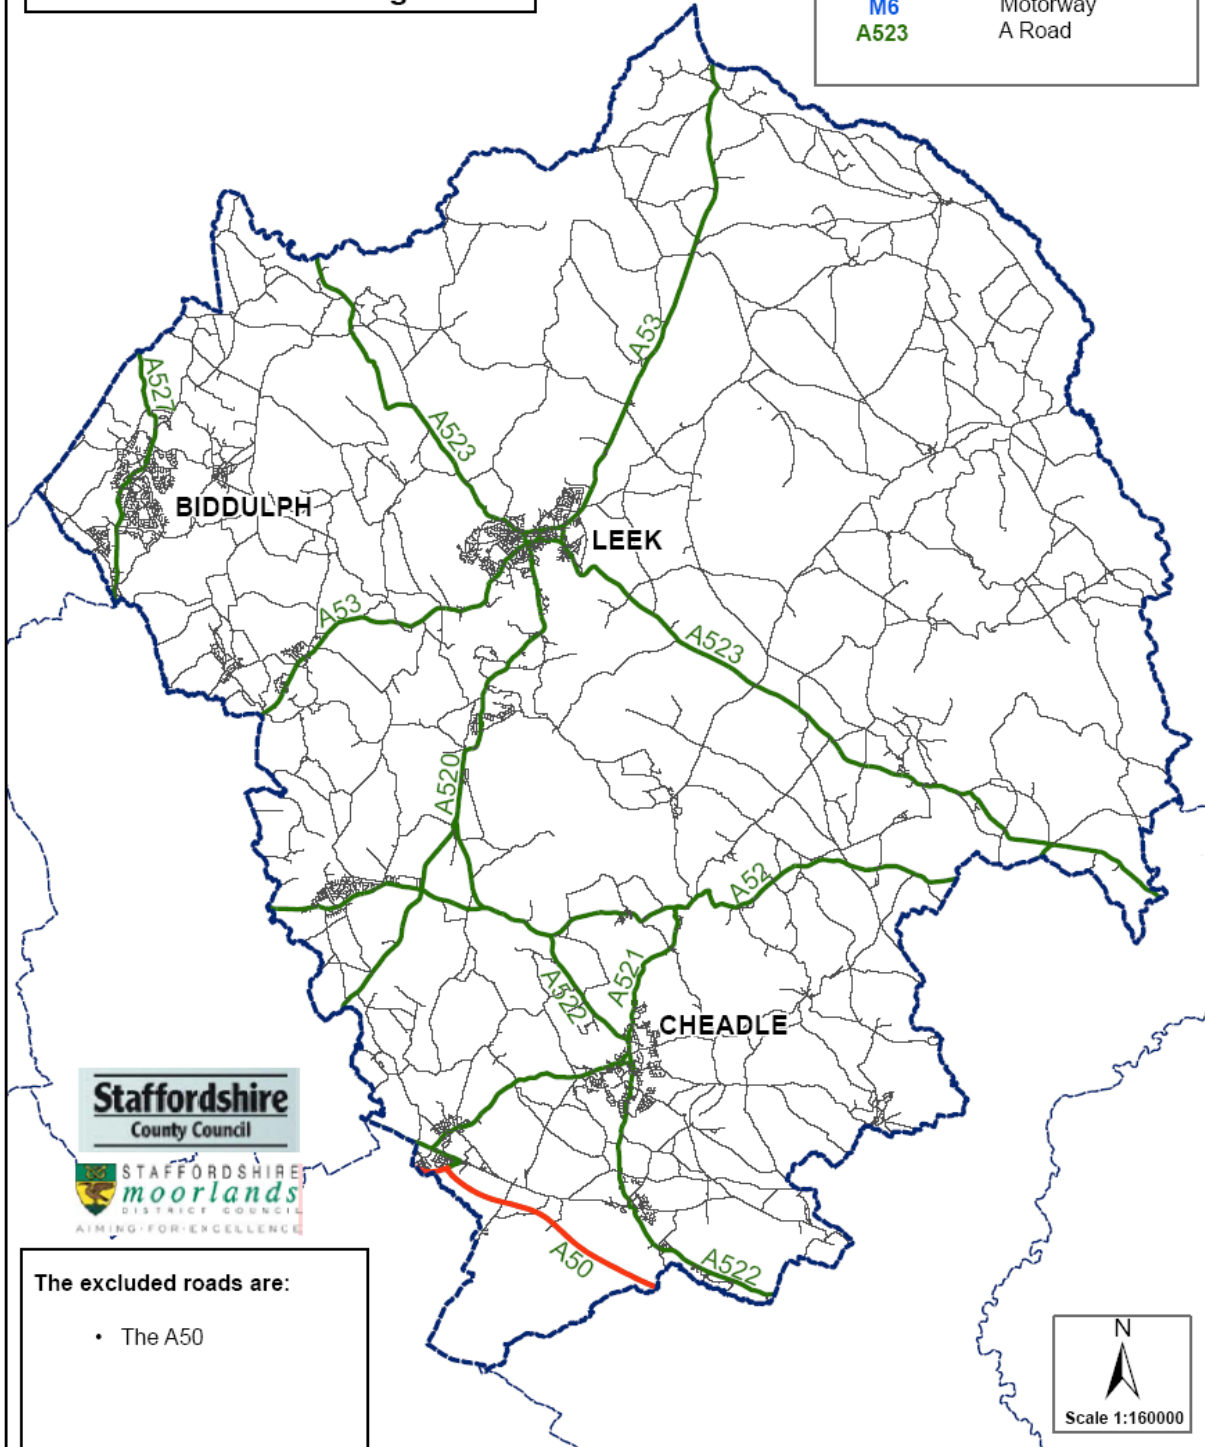 M6 Motorway
A523 A Road
A53
A527
A523
BIDDULPH
LEEK
A53
A523
A520
A52
A522
A521
CHEADLE
Staffordshire
County Council
STAFFORDSHIRE
moorlands
DISTRICT COUNCIL
AIMING·FOR·EXCELLENCE
A50
A522
The excluded roads are:
• The A50
N
Scale 1:160000